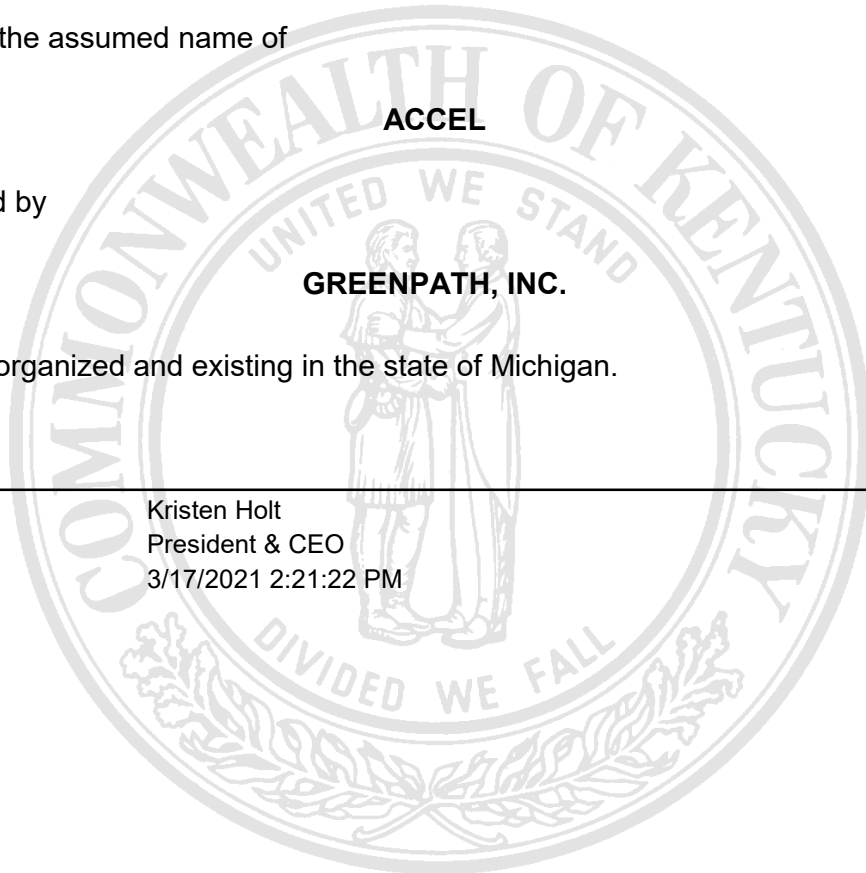 the assumed name of
ACCEL
d by
GREENPATH, INC.
organized and existing in the state of Michigan.
Kristen Holt
President & CEO
3/17/2021 2:21:22 PM
COMMONWEALTH OF KENTUCKY
UNITED WE STAND
DIVIDED WE FALL